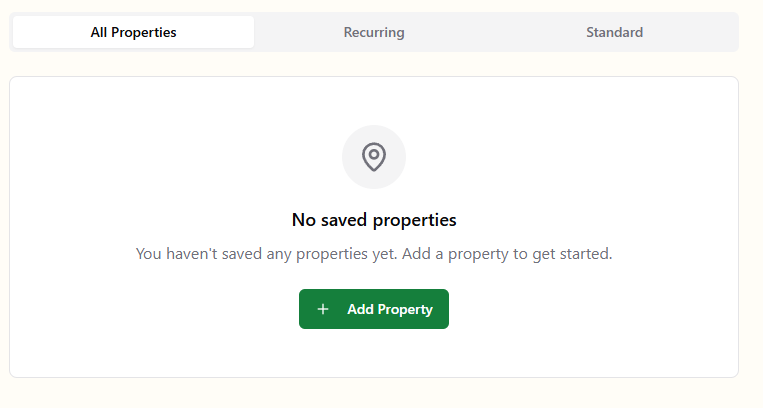 All Properties
Recurring
Standard
No saved properties
You haven't saved any properties yet. Add a property to get started.
Add Property